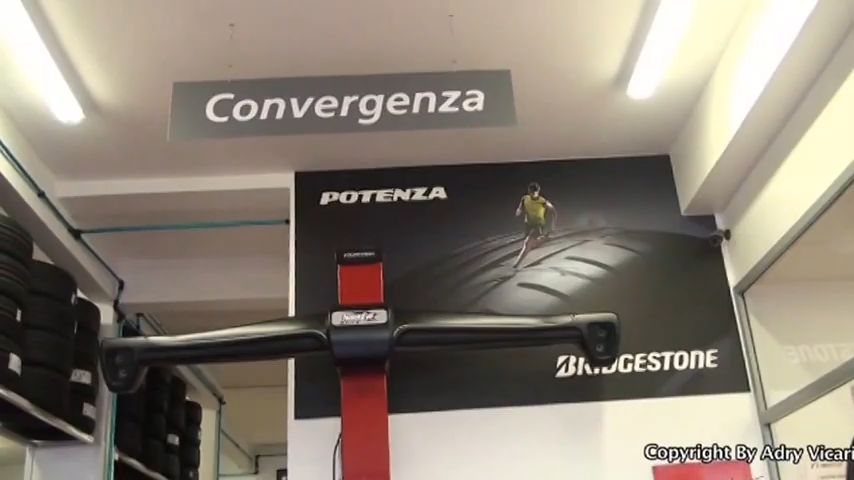 Convergenza
POTENZA
BRIDGESTONE
Copyright By Adry Vicari